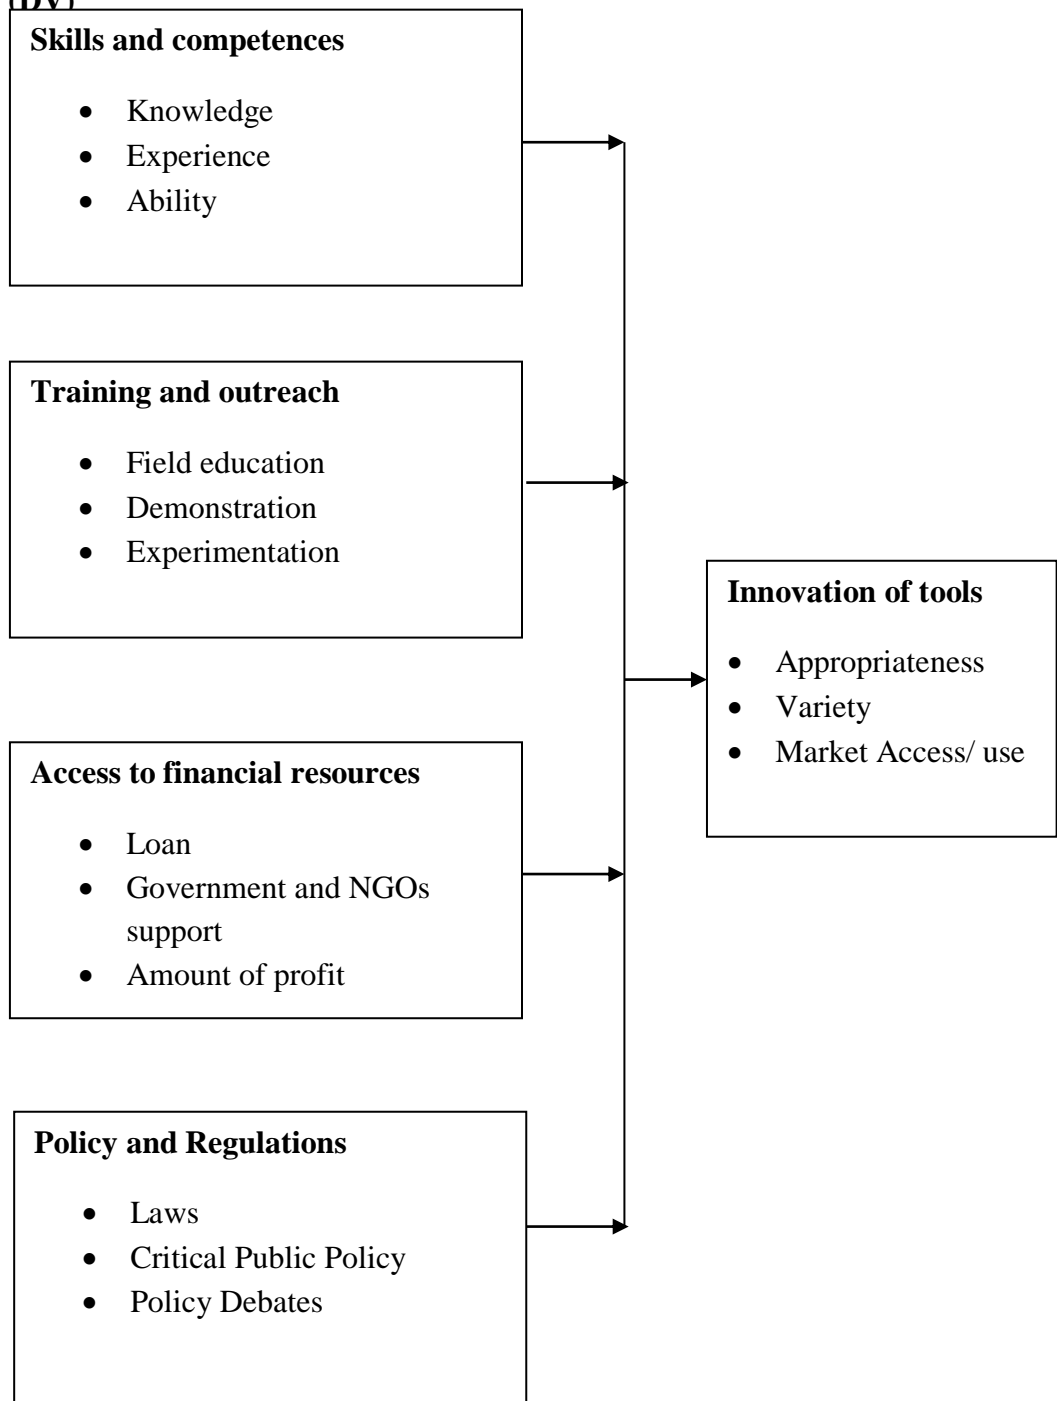 (DV)
Skills and competences
• Knowledge
• Experience
• Ability
Training and outreach
• Field education
• Demonstration
• Experimentation
Access to financial resources
• Loan
• Government and NGOs
support
• Amount of profit
Policy and Regulations
• Laws
• Critical Public Policy
• Policy Debates
Innovation of tools
• Appropriateness
• Variety
• Market Access/ use